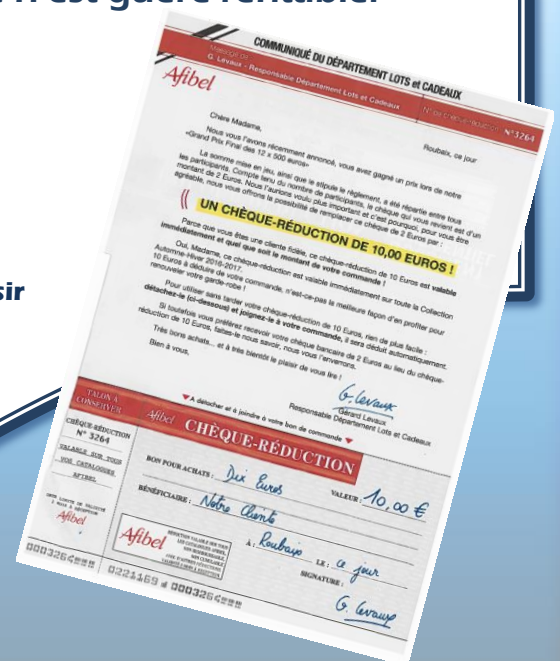 n'est guère rentable.
sir
COMMUNIQUÉ DU DÉPARTEMENT LOTS et CADEAUX
Message de
G. Levaux - Responsable Département Lots et Cadeaux
N° de chèque réduction : N°3264
Afibel
Roubaix, ce jour
Chère Madame,
Nous vous l'avons récemment annoncé, vous avez gagné un prix lors de notre
«Grand Prix Final des 12 x 500 euros»
La somme mise en jeu, ainsi que le stipule le règlement, a été répartie entre tous
les participants. Compte tenu du nombre de participants, le chèque qui vous revient est d'un
montant de 2 Euros. Nous l'aurions voulu plus important et c'est pourquoi, pour vous être
agréable, nous vous offrons la possibilité de remplacer ce chèque de 2 Euros par :
UN CHÈQUE-RÉDUCTION DE 10,00 EUROS !
Parce que vous êtes une cliente fidèle, ce chèque-réduction de 10 Euros est valable
immédiatement et quel que soit le montant de votre commande !
Oui, Madame, ce chèque-réduction est valable immédiatement sur toute la Collection
Automne-Hiver 2016-2017.
10 Euros à déduire de votre commande, n'est-ce-pas la meilleure façon d'en profiter pour
renouveler votre garde-robe !
Pour utiliser sans tarder votre chèque-réduction de 10 Euros, rien de plus facile :
détachez-le (ci-dessous) et joignez-le à votre commande, il sera déduit automatiquement.
Si toutefois vous préférez recevoir votre chèque bancaire de 2 Euros au lieu du chèque-
réduction de 10 Euros, faites-le nous savoir, nous vous l'enverrons.
Très bons achats... et à très bientôt le plaisir de vous lire !
Bien à vous,
G. Levaux
Gérard Levaux
Responsable Département Lots et Cadeaux
A détacher et à joindre à votre bon de commande
TALON À
CONSERVER
CHÈQUE-RÉDUCTION
N° 3264
VALABLE SUR TOUS
VOS CATALOGUES
AFIBEL
Afibel
Afibel CHÈQUE-RÉDUCTION
BON POUR ACHATS : Dix Euros
VALEUR : 10,00 €
BÉNÉFICIAIRE : Notre Cliente
À : Roubaix LE : ce jour
SIGNATURE :
G. Levaux
Afibel
0003264
0221169 0003264